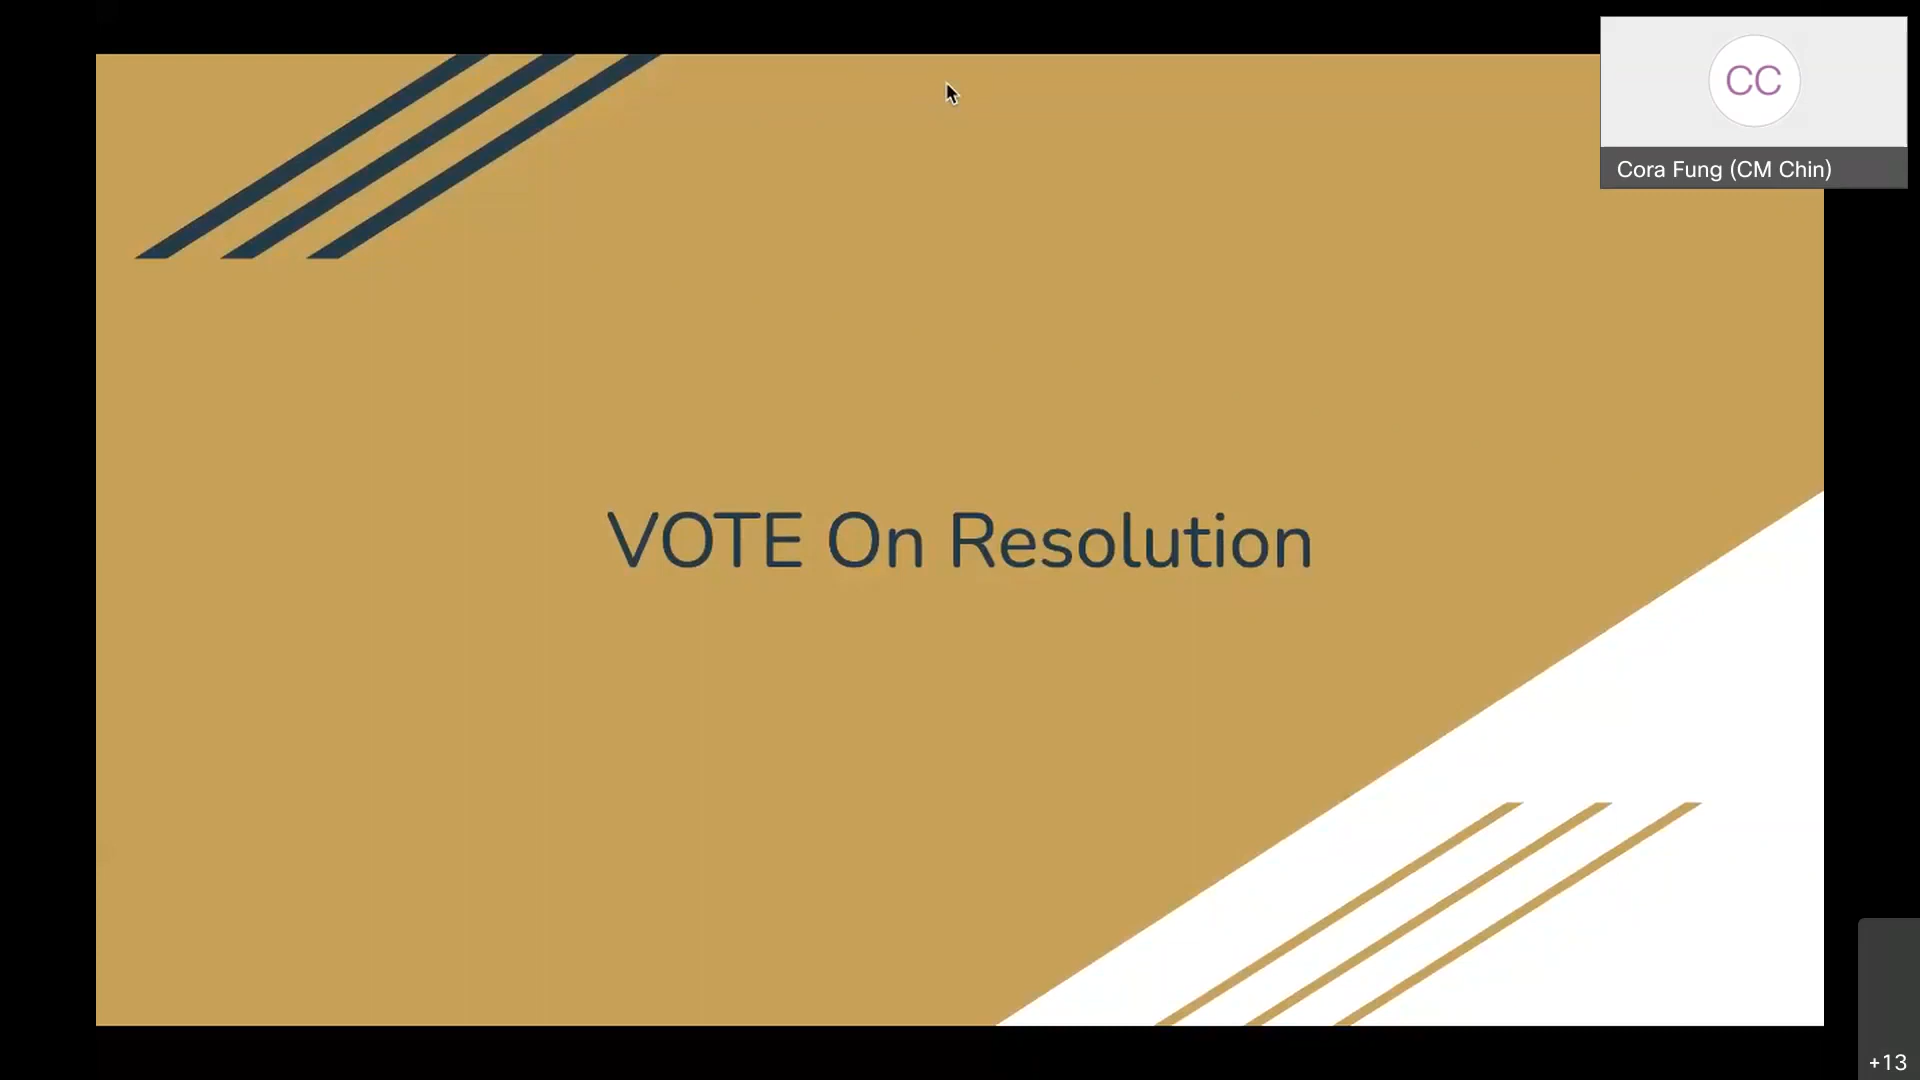 CC
Cora Fung (CM Chin)
VOTE On Resolution
+13